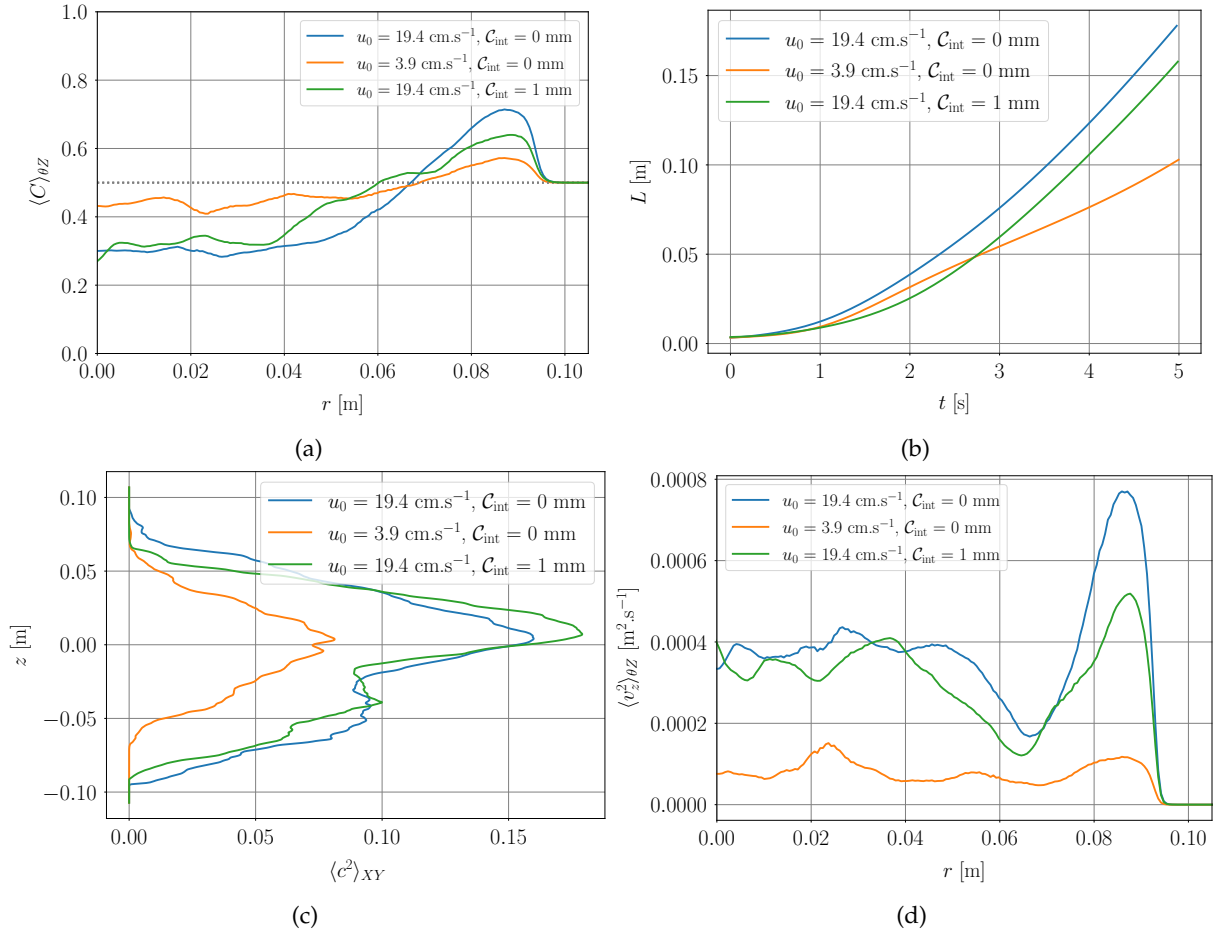 1.0
0.8
0.6
0.4
0.2
0.0
⟨C⟩θZ
u₀ = 19.4 cm.s⁻¹, 𝒞int = 0 mm
u₀ = 3.9 cm.s⁻¹, 𝒞int = 0 mm
u₀ = 19.4 cm.s⁻¹, 𝒞int = 1 mm
0.00 0.02 0.04 0.06 0.08 0.10
r [m]
(a)
0.15
0.10
0.05
0.00
L [m]
u₀ = 19.4 cm.s⁻¹, 𝒞int = 0 mm
u₀ = 3.9 cm.s⁻¹, 𝒞int = 0 mm
u₀ = 19.4 cm.s⁻¹, 𝒞int = 1 mm
0 1 2 3 4 5
t [s]
(b)
0.10
0.05
0.00
−0.05
−0.10
z [m]
u₀ = 19.4 cm.s⁻¹, 𝒞int = 0 mm
u₀ = 3.9 cm.s⁻¹, 𝒞int = 0 mm
u₀ = 19.4 cm.s⁻¹, 𝒞int = 1 mm
0.00 0.05 0.10 0.15
⟨c²⟩XY
(c)
0.0008
0.0006
0.0004
0.0002
0.0000
⟨v_z²⟩θZ [m².s⁻¹]
u₀ = 19.4 cm.s⁻¹, 𝒞int = 0 mm
u₀ = 3.9 cm.s⁻¹, 𝒞int = 0 mm
u₀ = 19.4 cm.s⁻¹, 𝒞int = 1 mm
0.00 0.02 0.04 0.06 0.08 0.10
r [m]
(d)